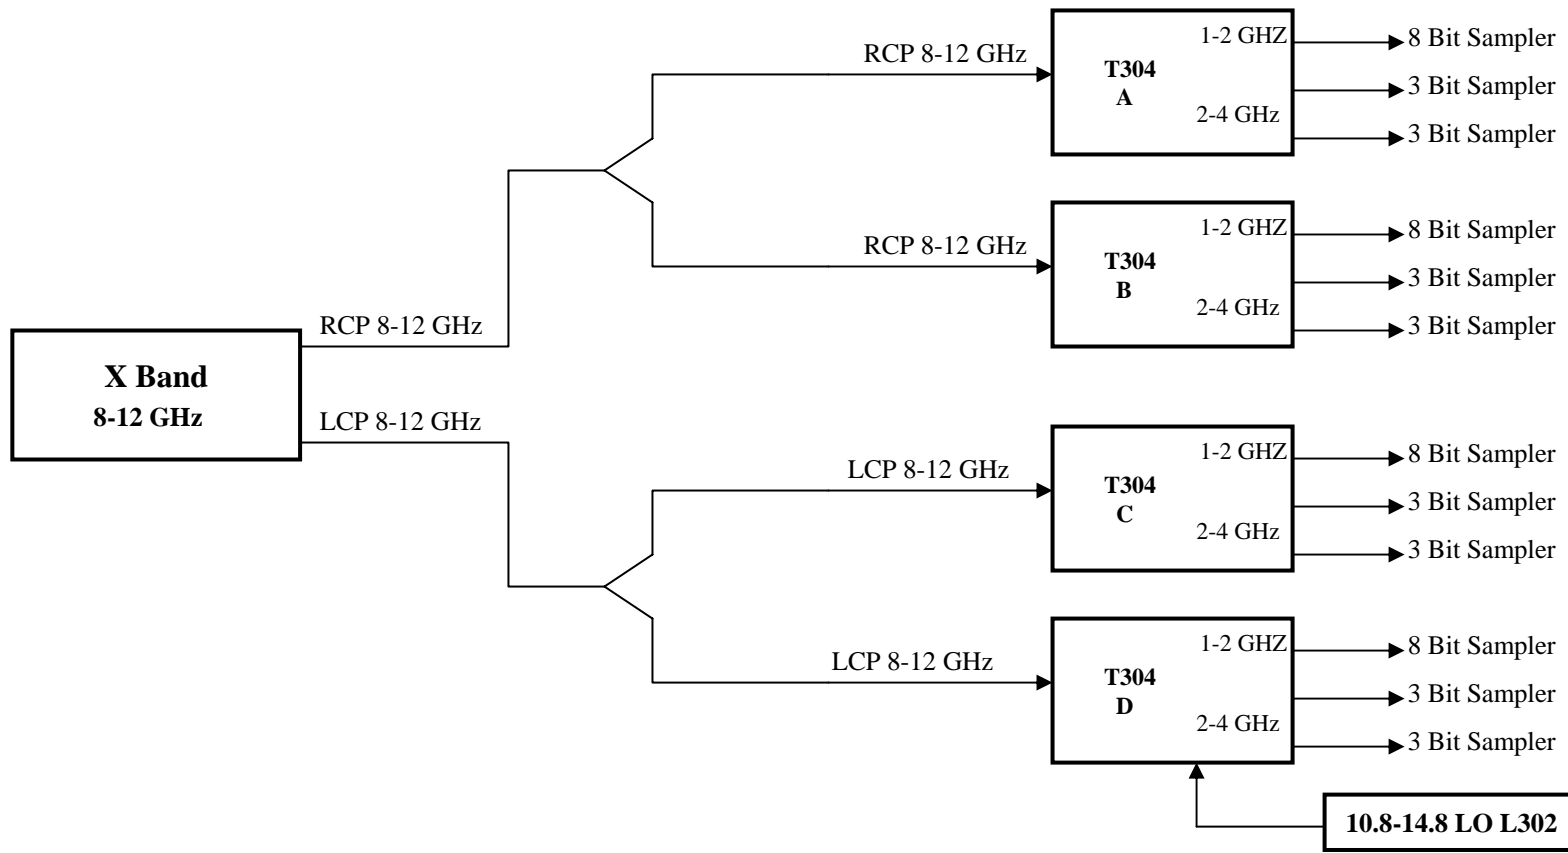 1-2 GHZ
8 Bit Sampler
RCP 8-12 GHz
T304
A
3 Bit Sampler
2-4 GHz
3 Bit Sampler
1-2 GHZ
8 Bit Sampler
RCP 8-12 GHz
T304
B
3 Bit Sampler
2-4 GHz
3 Bit Sampler
RCP 8-12 GHz
X Band
8-12 GHz
LCP 8-12 GHz
1-2 GHZ
8 Bit Sampler
LCP 8-12 GHz
T304
C
3 Bit Sampler
2-4 GHz
3 Bit Sampler
1-2 GHZ
8 Bit Sampler
LCP 8-12 GHz
T304
D
3 Bit Sampler
2-4 GHz
3 Bit Sampler
10.8-14.8 LO L302